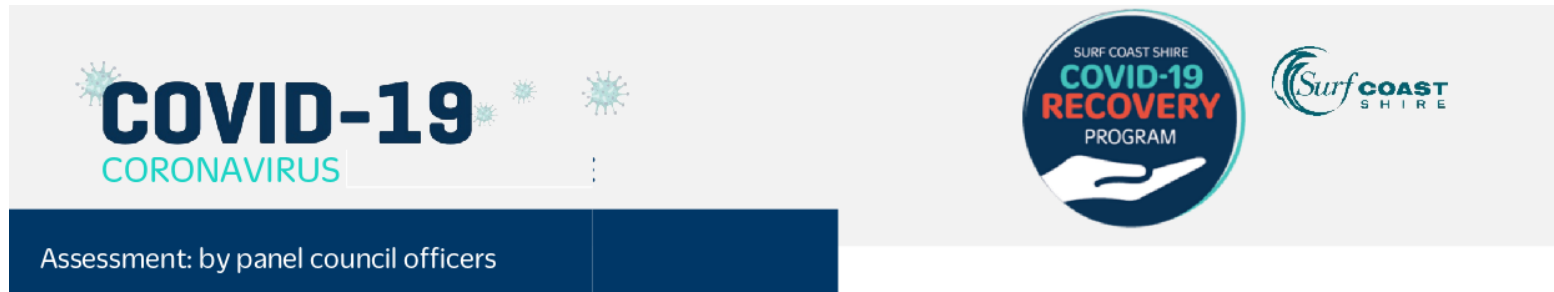 COVID-19
CORONAVIRUS
SURF COAST SHIRE
COVID-19
RECOVERY
PROGRAM
Surf COAST
SHIRE
Assessment: by panel council officers